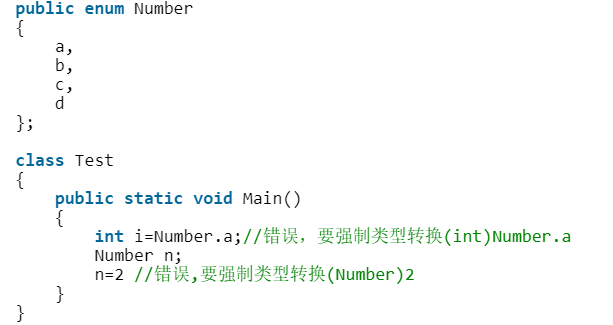 public enum Number
{
    a,
    b,
    c,
    d
};

class Test
{
    public static void Main()
    {
        int i=Number.a;//错误，要强制类型转换(int)Number.a
        Number n;
        n=2 //错误,要强制类型转换(Number)2
    }
}